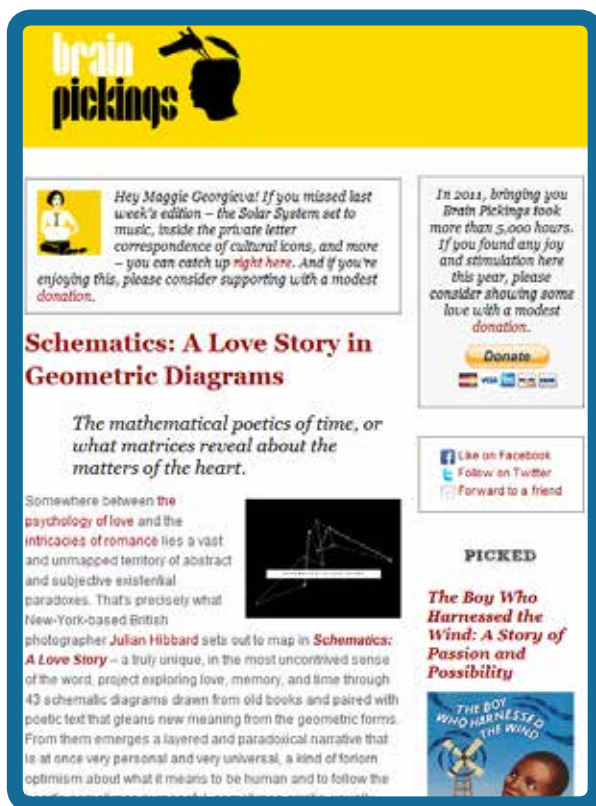 brain
pickings
Hey Maggie Georgieva! If you missed last
week's edition – the Solar System set to
music, inside the private letter
correspondence of cultural icons, and more
– you can catch up right here. And if you're
enjoying this, please consider supporting with a modest
donation.
Schematics: A Love Story in
Geometric Diagrams
The mathematical poetics of time, or
what matrices reveal about the
matters of the heart.
Somewhere between the
psychology of love and the
intricacies of romance lies a vast
and unmapped territory of abstract
and subjective existential
paradoxes. That's precisely what
New-York-based British
photographer Julian Hibbard sets out to map in Schematics:
A Love Story – a truly unique, in the most uncontrived sense
of the word, project exploring love, memory, and time through
43 schematic diagrams drawn from old books and paired with
poetic text that gleans new meaning from the geometric forms.
From them emerges a layered and paradoxical narrative that
is at once very personal and very universal, a kind of forlorn
optimism about what it means to be human and to follow the
In 2011, bringing you
Brain Pickings took
more than 5,000 hours.
If you found any joy
and stimulation here
this year, please
consider showing some
love with a modest
donation.
Donate
VISA
Like on Facebook
Follow on Twitter
Forward to a friend
PICKED
The Boy Who
Harnessed the
Wind: A Story of
Passion and
Possibility
THE BOY
WHO HARNESSED
THE WIND